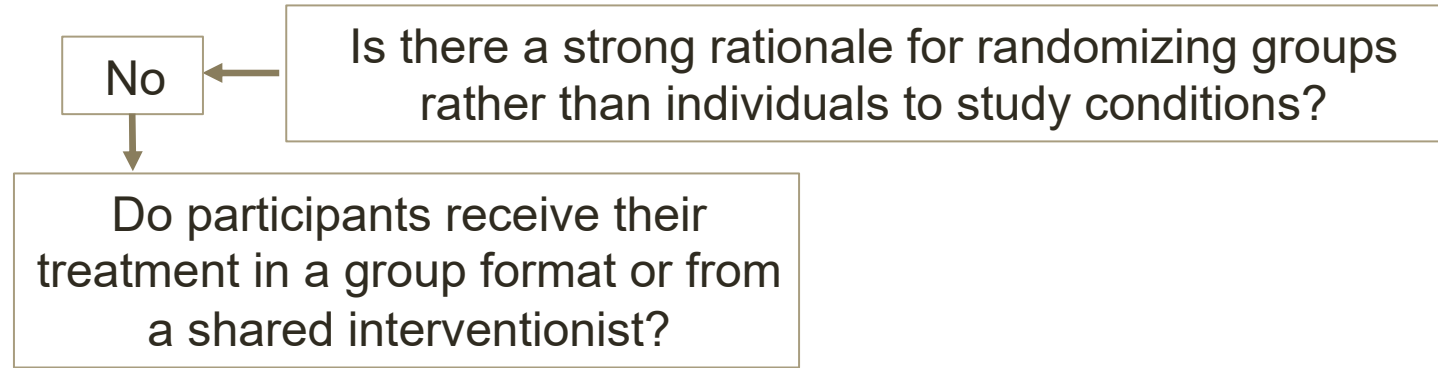 Is there a strong rationale for randomizing groups
rather than individuals to study conditions?
No
Do participants receive their
treatment in a group format or from
a shared interventionist?